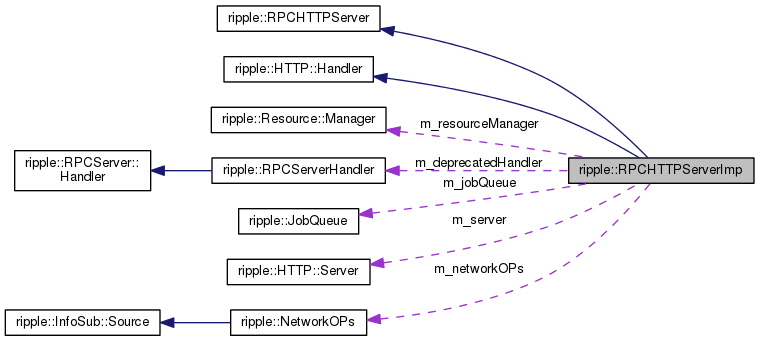 ripple::RPCHTTPServer
ripple::HTTP::Handler
ripple::Resource::Manager
m_resourceManager
ripple::RPCServer::
Handler
ripple::RPCServerHandler
m_deprecatedHandler
ripple::RPCHTTPServerImp
m_jobQueue
ripple::JobQueue
m_server
ripple::HTTP::Server
m_networkOPs
ripple::InfoSub::Source
ripple::NetworkOPs